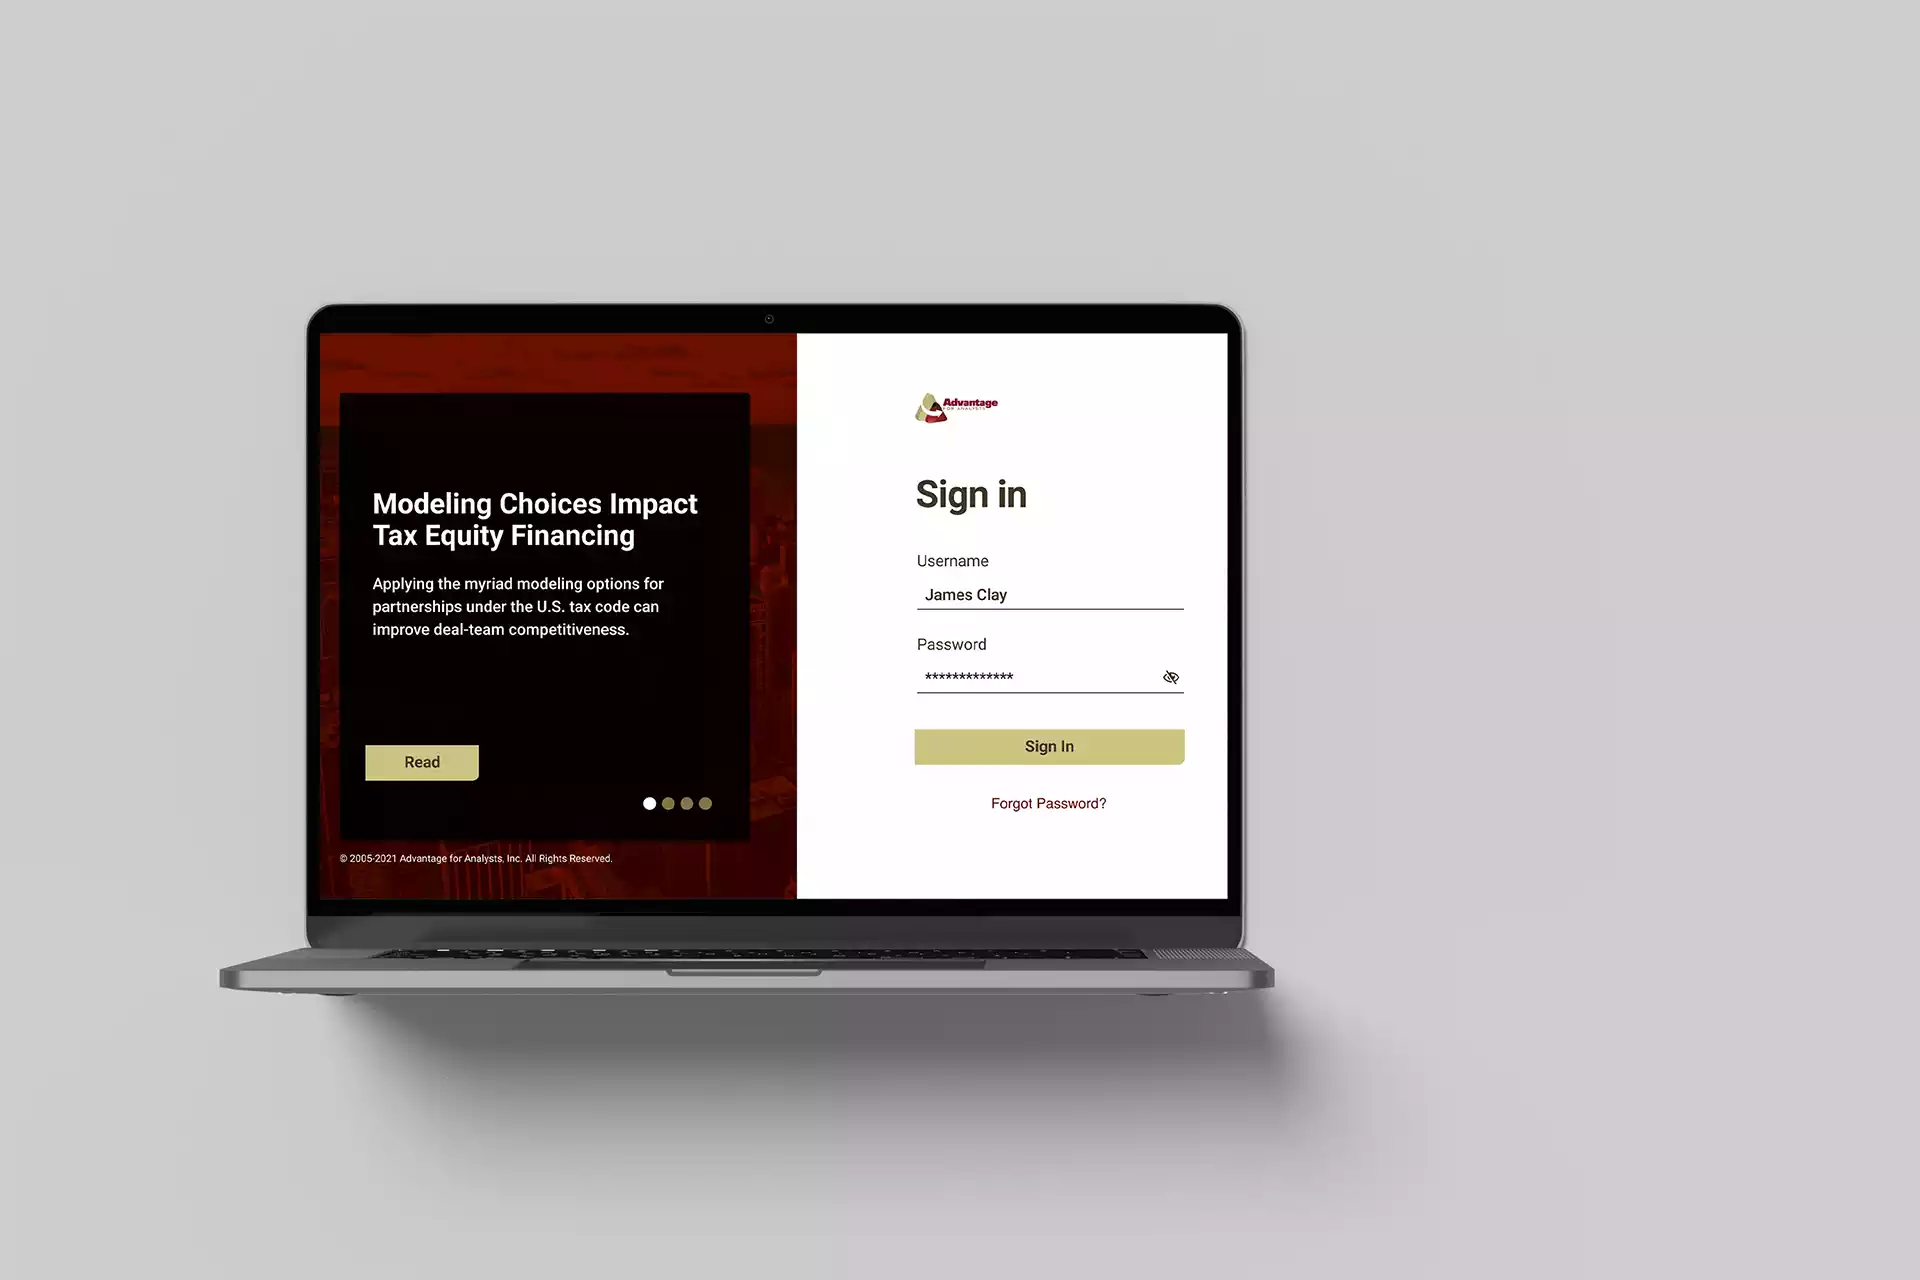 Modeling Choices Impact
Tax Equity Financing
Applying the myriad modeling options for
partnerships under the U.S. tax code can
improve deal-team competitiveness.
Read
© 2005-2021 Advantage for Analysts, Inc. All Rights Reserved.
Advantage
FOR ANALYSTS
Sign in
Username
James Clay
Password
*************
Sign In
Forgot Password?